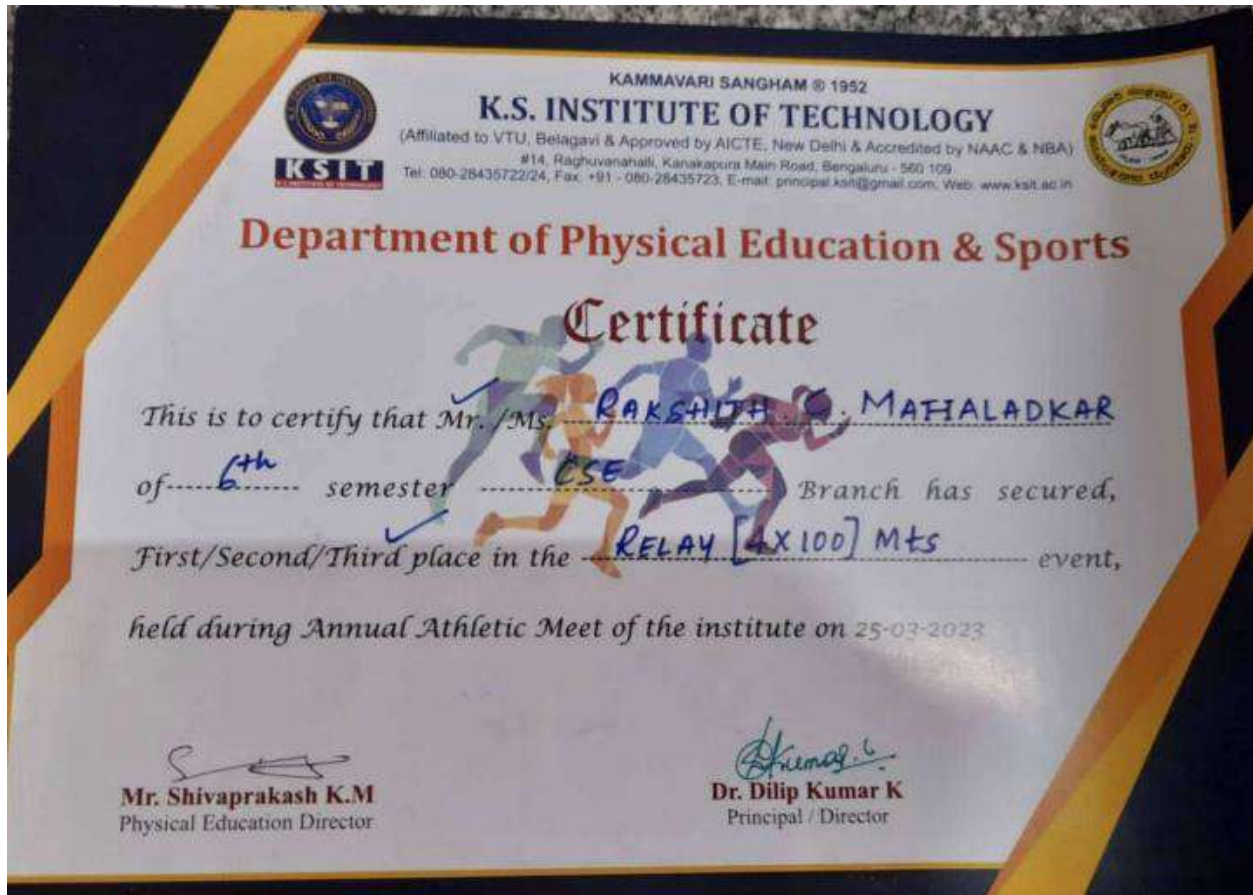 KAMMAVARI SANGHAM ® 1952
K.S. INSTITUTE OF TECHNOLOGY
(Affiliated to VTU, Belagavi & Approved by AICTE, New Delhi & Accredited by NAAC & NBA)
#14, Raghuvanahalli, Kanakapura Main Road, Bengaluru - 560 109
Tel: 080-28435722/24, Fax: +91 - 080-28435723, E-mail: principal.ksit@gmail.com, Web: www.ksit.ac.in
KSIT
Department of Physical Education & Sports
Certificate
This is to certify that Mr. /Ms. RAKSHITH . . MAHALADKAR
of 6th semester CSE Branch has secured,
First/Second/Third place in the RELAY [4X100] Mts event,
held during Annual Athletic Meet of the institute on 25-03-2023
Mr. Shivaprakash K.M
Physical Education Director
Dr. Dilip Kumar K
Principal / Director